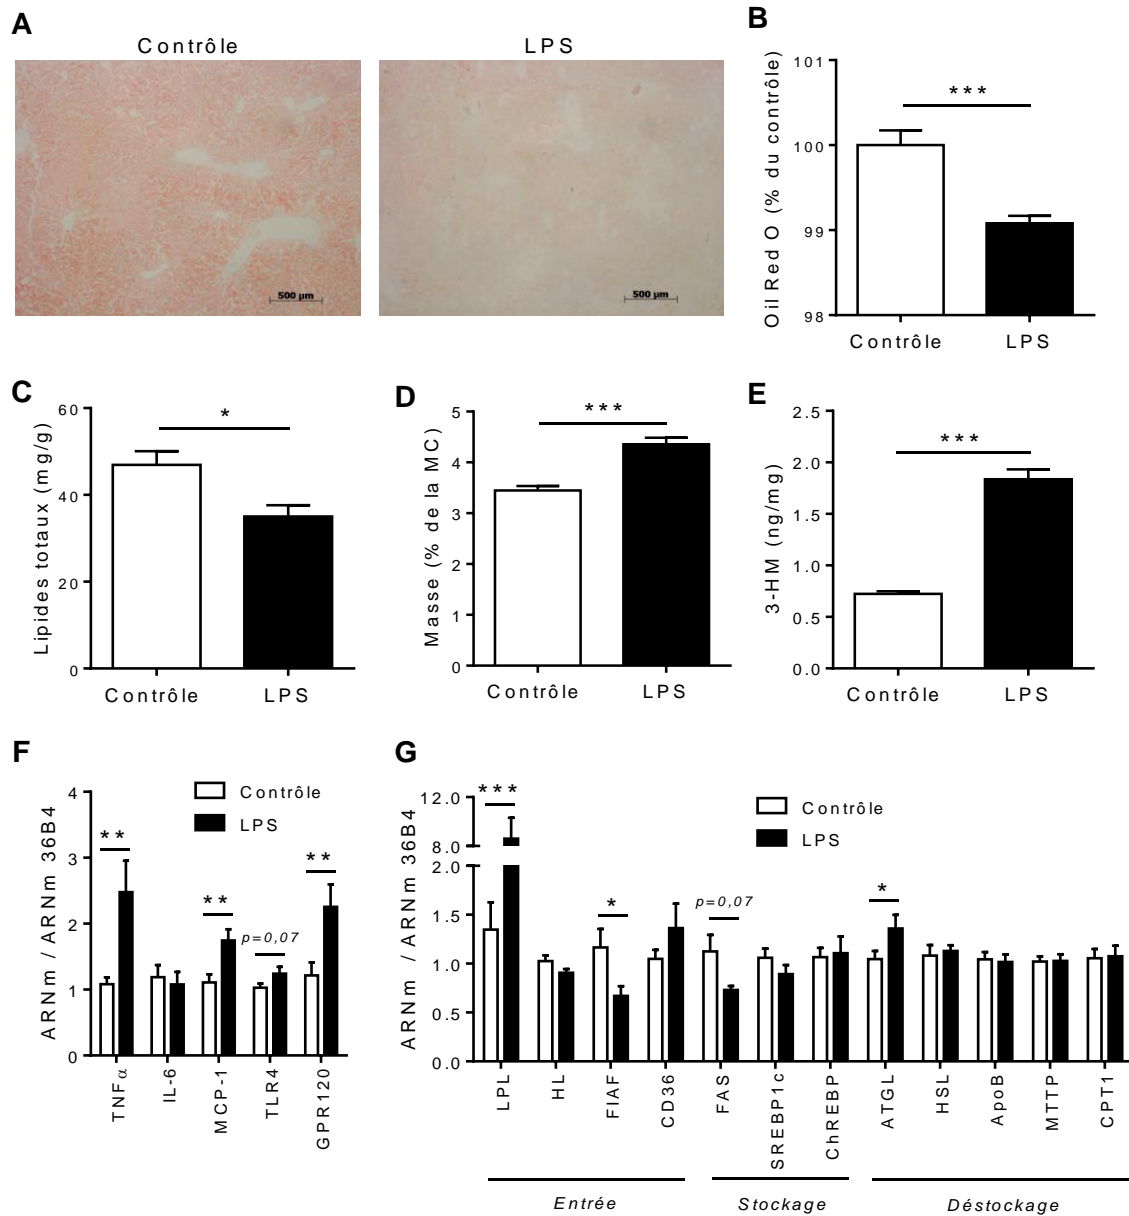 A
Contrôle
LPS
500 µm
500 µm
B
Oil Red O (% du contrôle)
101
100
99
98
***
Contrôle
LPS
C
Lipides totaux (mg/g)
60
40
20
0
*
Contrôle
LPS
D
Masse (% de la MC)
5
4
3
2
1
0
***
Contrôle
LPS
E
3-HM (ng/mg)
2.5
2.0
1.5
1.0
0.5
0.0
***
Contrôle
LPS
F
ARNm / ARNm 36B4
4
3
2
1
0
Contrôle
LPS
**
**
p=0,07
**
TNFα
IL-6
MCP-1
TLR4
GPR120
G
ARNm / ARNm 36B4
12.0
8.0
2.0
1.5
1.0
0.5
0.0
Contrôle
LPS
***
*
p=0,07
*
LPL
HL
FIAF
CD36
FAS
SREBP1c
ChREBP
ATGL
HSL
ApoB
MTTP
CPT1
Entrée
Stockage
Déstockage